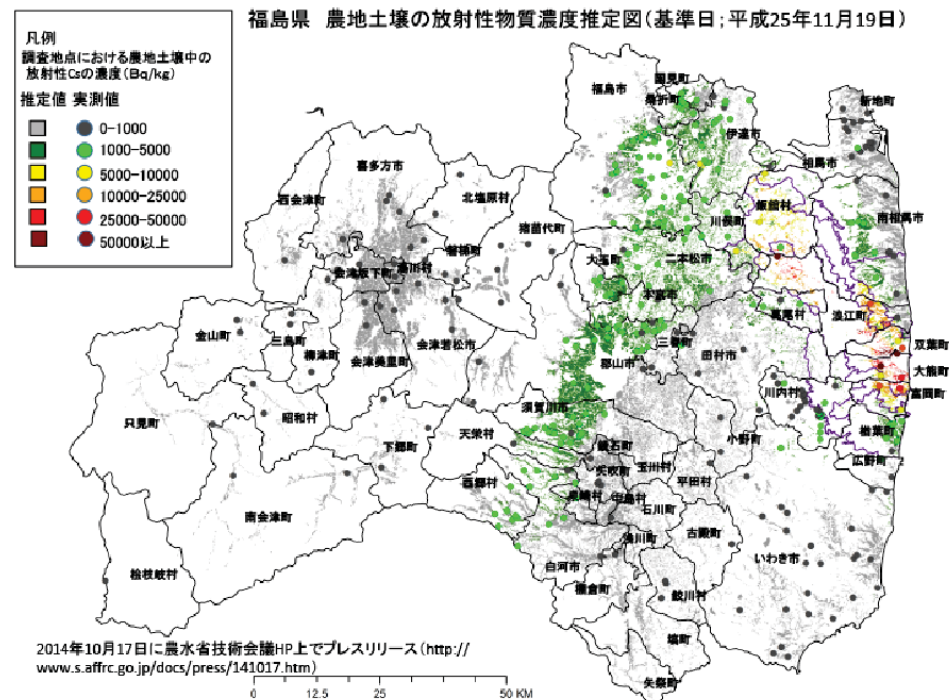 福島県 農地土壌の放射性物質濃度推定図(基準日;平成25年11月19日)
凡例
調査地点における農地土壌中の
放射性Csの濃度(Bq/kg)
推定値 実測値
0-1000
1000-5000
5000-10000
10000-25000
25000-50000
50000以上
福島市
国見町
桑折町
伊達市
新地町
相馬市
喜多方市
西会津町
北塩原村
猪苗代町
磐梯町
川俣町
飯舘村
南相馬市
大玉村
二本松市
会津坂下町
湯川村
本宮市
葛尾村
浪江町
金山町
三島町
柳津町
会津美里町
会津若松市
郡山市
三春町
田村市
双葉町
大熊町
富岡町
川内村
只見町
昭和村
下郷町
天栄村
須賀川市
小野町
楢葉町
広野町
鏡石町
矢吹町
玉川村
平田村
西郷村
泉崎村
中島村
石川町
古殿町
南会津町
浅川町
いわき市
檜枝岐村
白河市
棚倉町
鮫川村
塙町
矢祭町
2014年10月17日に農水省技術会議HP上でプレスリリース(http://
www.s.affrc.go.jp/docs/press/141017.htm)
0 12.5 25 50 KM